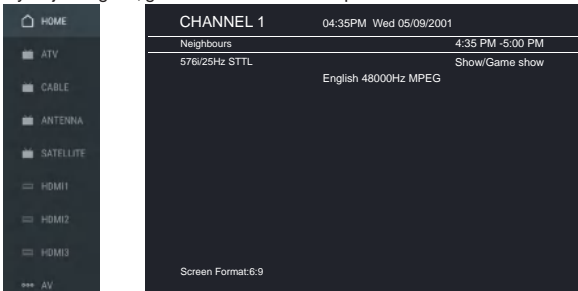 HOME
ATV
CABLE
ANTENNA
SATELLITE
HDMI1
HDMI2
HDMI3
AV
CHANNEL 1 04:35PM Wed 05/09/2001
Neighbours 4:35 PM -5:00 PM
576i/25Hz STTL Show/Game show
English 48000Hz MPEG
Screen Format:6:9